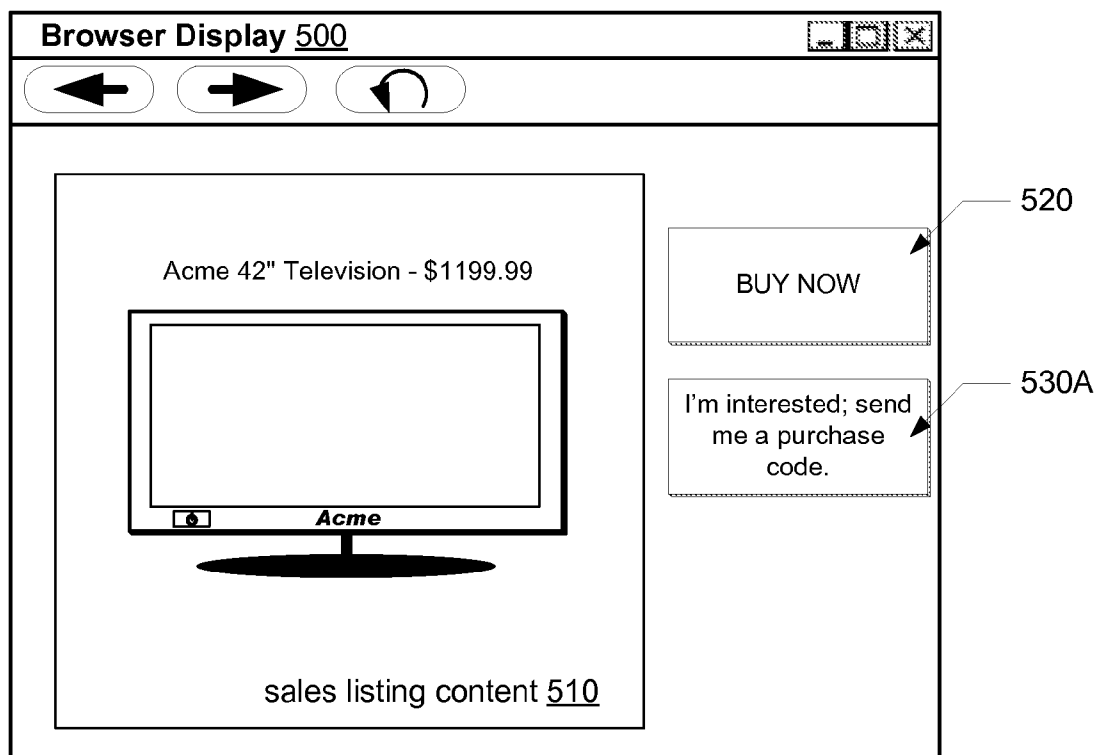 Browser Display 500
Acme 42" Television - $1199.99
Acme
sales listing content 510
BUY NOW
520
I'm interested; send
me a purchase
code.
530A